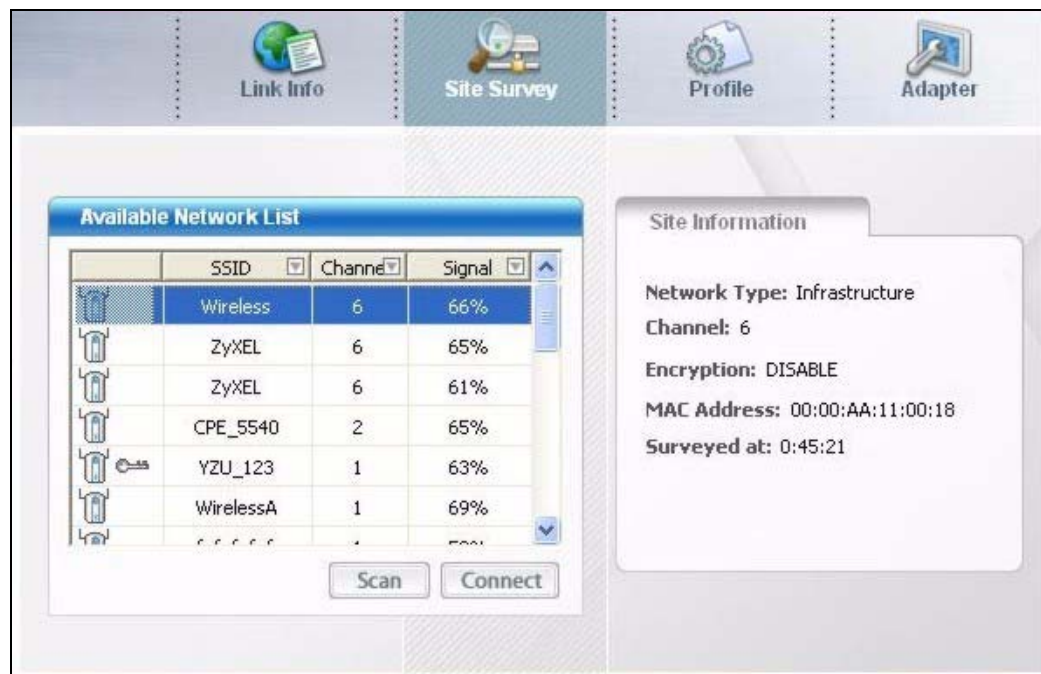 Link Info Site Survey Profile Adapter
Available Network List
SSID Channel Signal
Wireless 6 66%
ZyXEL 6 65%
ZyXEL 6 61%
CPE_5540 2 65%
YZU_123 1 63%
WirelessA 1 69%
Scan Connect
Site Information
Network Type: Infrastructure
Channel: 6
Encryption: DISABLE
MAC Address: 00:00:AA:11:00:18
Surveyed at: 0:45:21